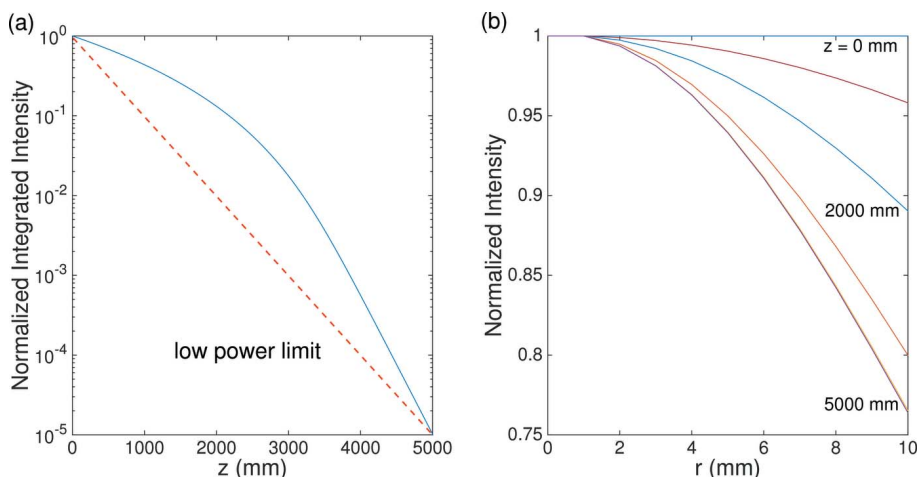 (a)
10^0
10^-1
10^-2
10^-3
10^-4
10^-5
Normalized Integrated Intensity
low power limit
0 1000 2000 3000 4000 5000
z (mm)
(b)
1
0.95
0.9
0.85
0.8
0.75
Normalized Intensity
z = 0 mm
2000 mm
5000 mm
0 2 4 6 8 10
r (mm)